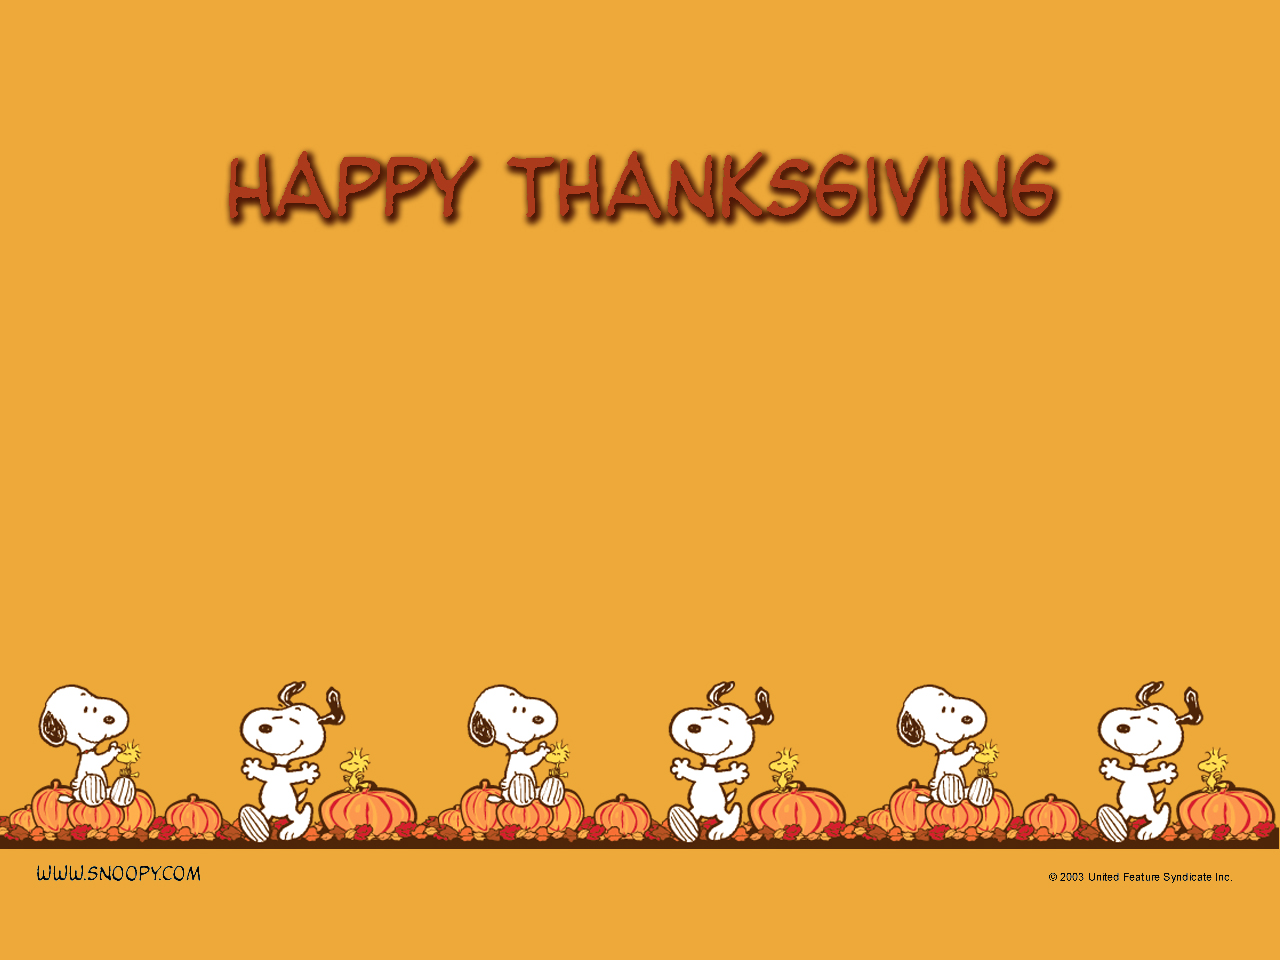 HAPPY THANKSGIVING
WWW.SNOOPY.COM
© 2003 United Feature Syndicate Inc.